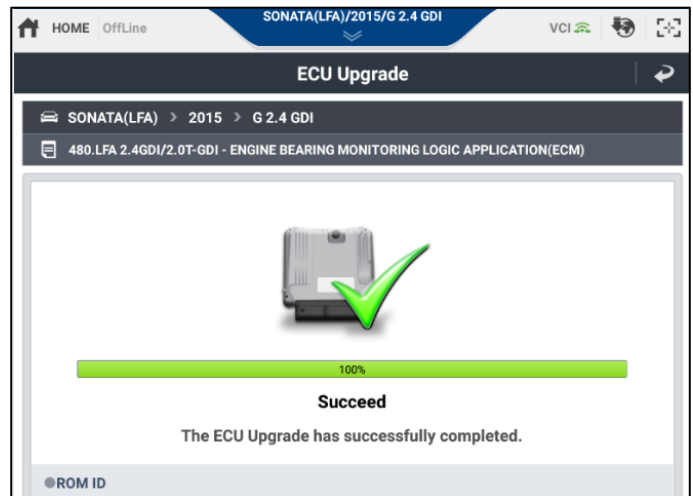 HOME OffLine SONATA(LFA)/2015/G 2.4 GDI VCI
ECU Upgrade
SONATA(LFA) > 2015 > G 2.4 GDI
480.LFA 2.4GDI/2.0T-GDI - ENGINE BEARING MONITORING LOGIC APPLICATION(ECM)
100%
Succeed
The ECU Upgrade has successfully completed.
ROM ID